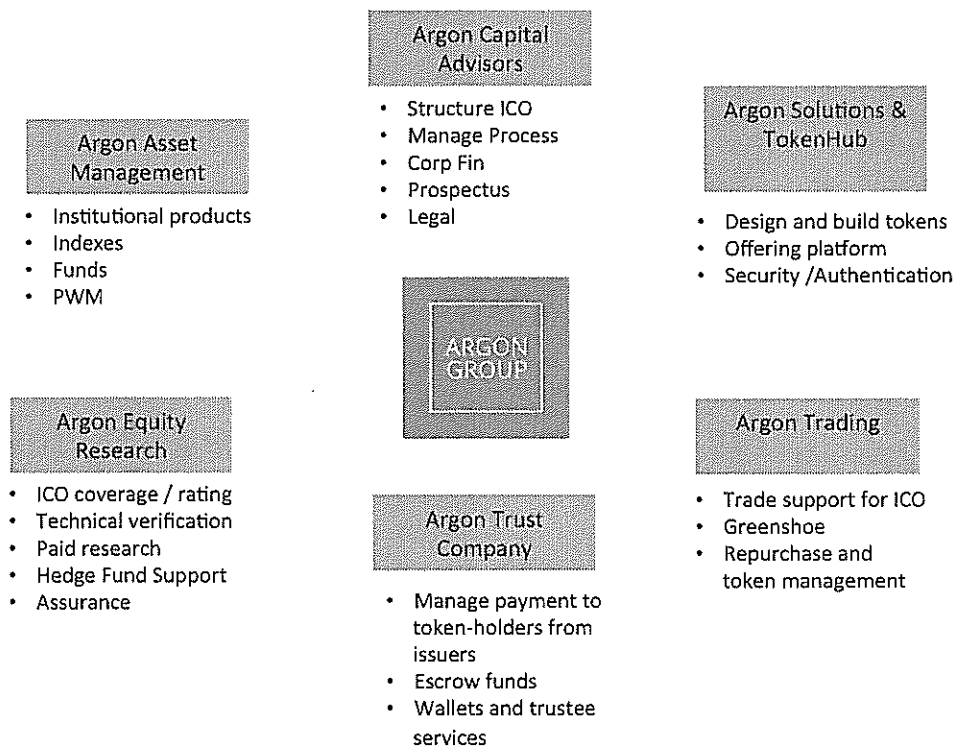 Argon Capital
Advisors
• Structure ICO
• Manage Process
• Corp Fin
• Prospectus
• Legal
Argon Asset
Management
• Institutional products
• Indexes
• Funds
• PWM
Argon Solutions &
TokenHub
• Design and build tokens
• Offering platform
• Security /Authentication
ARGON
GROUP
Argon Equity
Research
• ICO coverage / rating
• Technical verification
• Paid research
• Hedge Fund Support
• Assurance
Argon Trust
Company
• Manage payment to
token-holders from
issuers
• Escrow funds
• Wallets and trustee
services
Argon Trading
• Trade support for ICO
• Greenshoe
• Repurchase and
token management